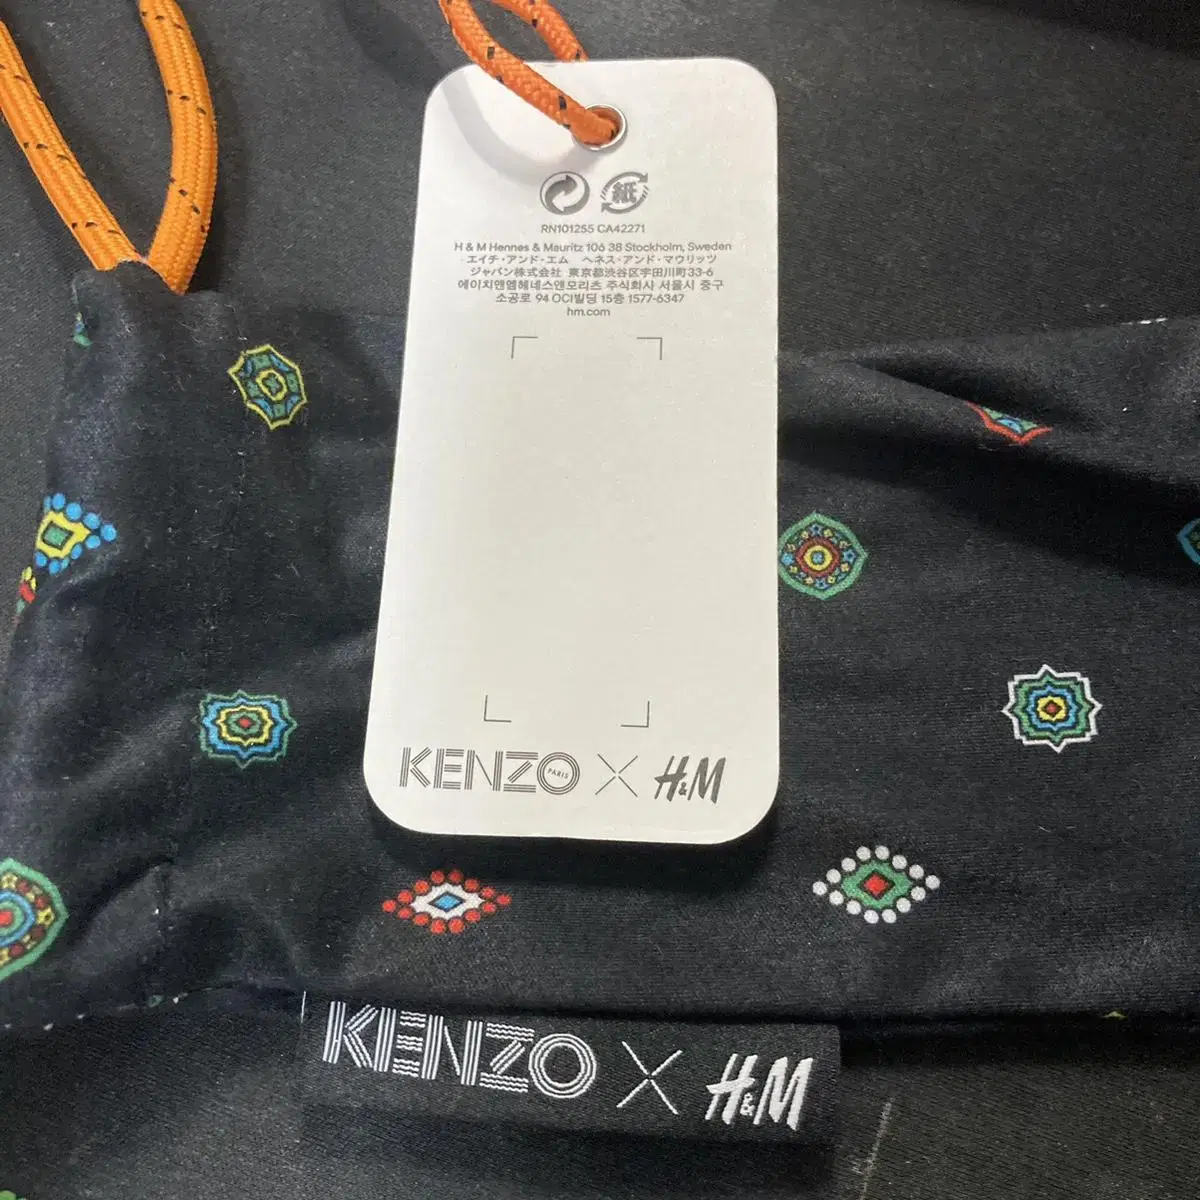 紙
RN101255 CA42271
H & M Hennes & Mauritz 106 38 Stockholm, Sweden
エイチ・アンド・エム ヘネス・アンド・マウリッツ
ジャパン株式会社 東京都渋谷区宇田川町33-6
에이치앤엠헤네스앤모리츠 주식회사 서울시 중구
소공로 94 OCI빌딩 15층 1577-6347
hm.com
KENZO PARIS X H&M
KENZO X H&M